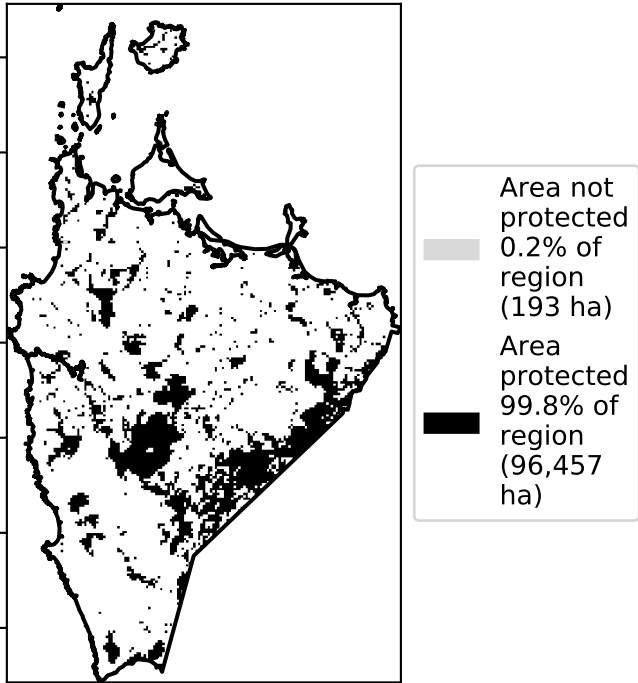 Area not
protected
0.2% of
region
(193 ha)
Area
protected
99.8% of
region
(96,457
ha)